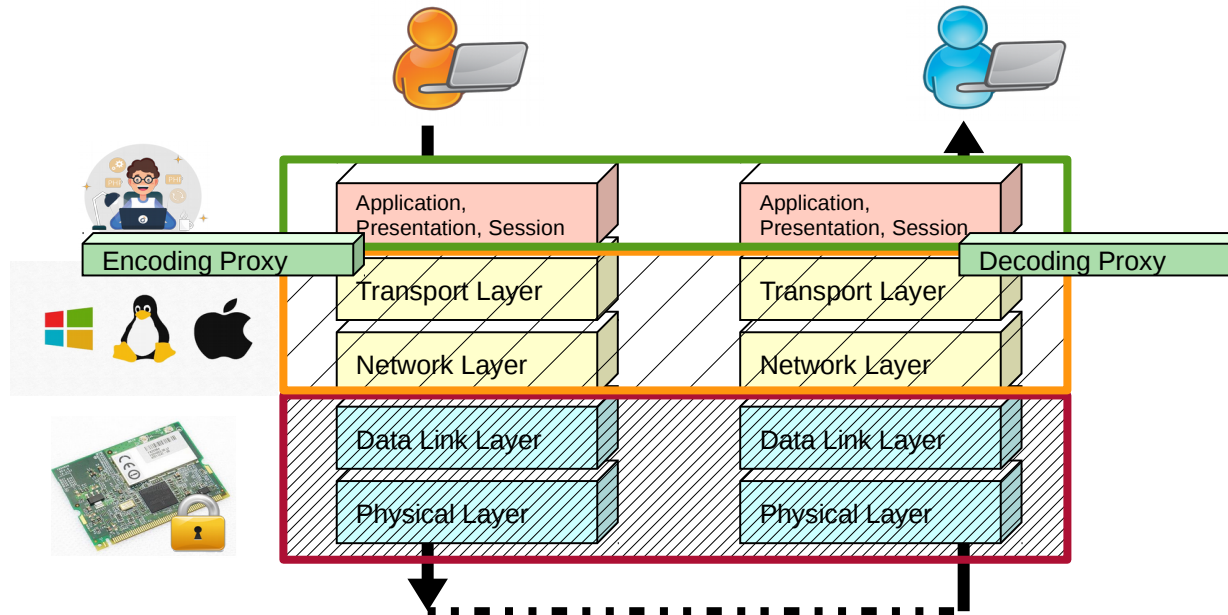 Application,
Presentation, Session
Application,
Presentation, Session
Encoding Proxy
Decoding Proxy
Transport Layer
Transport Layer
Network Layer
Network Layer
Data Link Layer
Data Link Layer
Physical Layer
Physical Layer